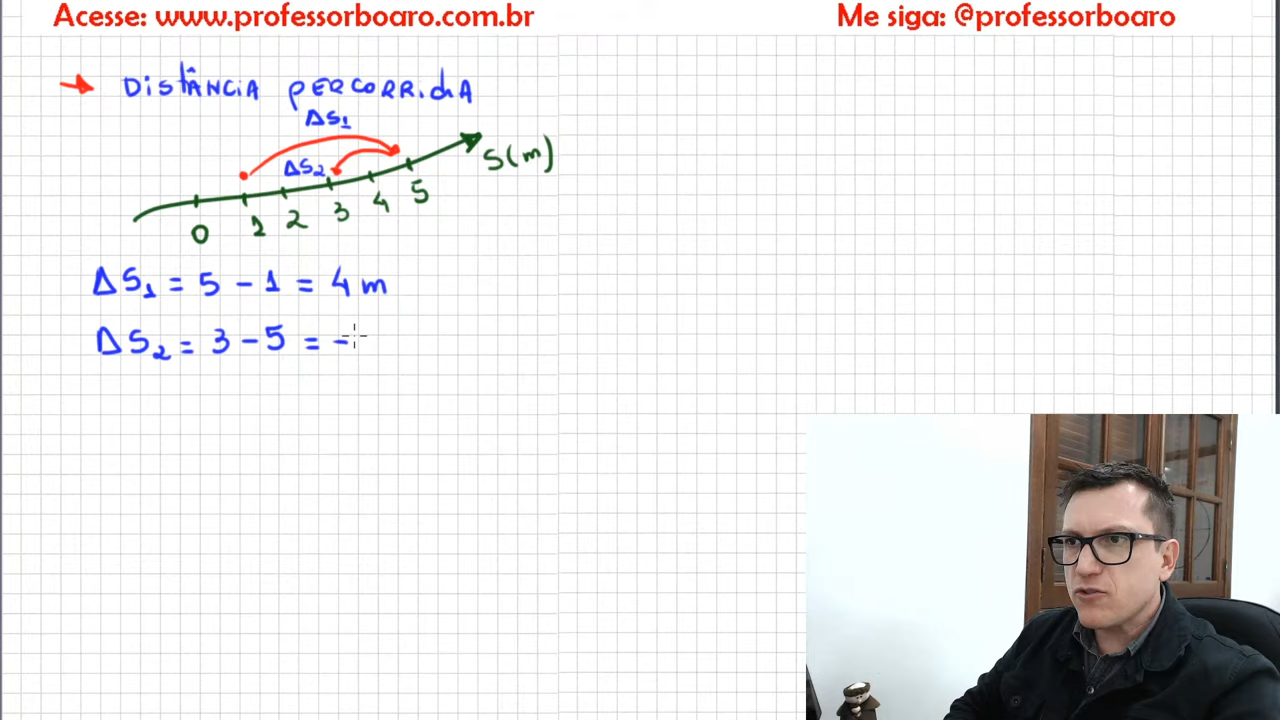 Acesse: www.professorboaro.com.br
Me siga: @professorboaro
Distância percorrida
ΔS1
ΔS2
S(m)
0 1 2 3 4 5
ΔS1 = 5 - 1 = 4 m
ΔS2 = 3 - 5 = -